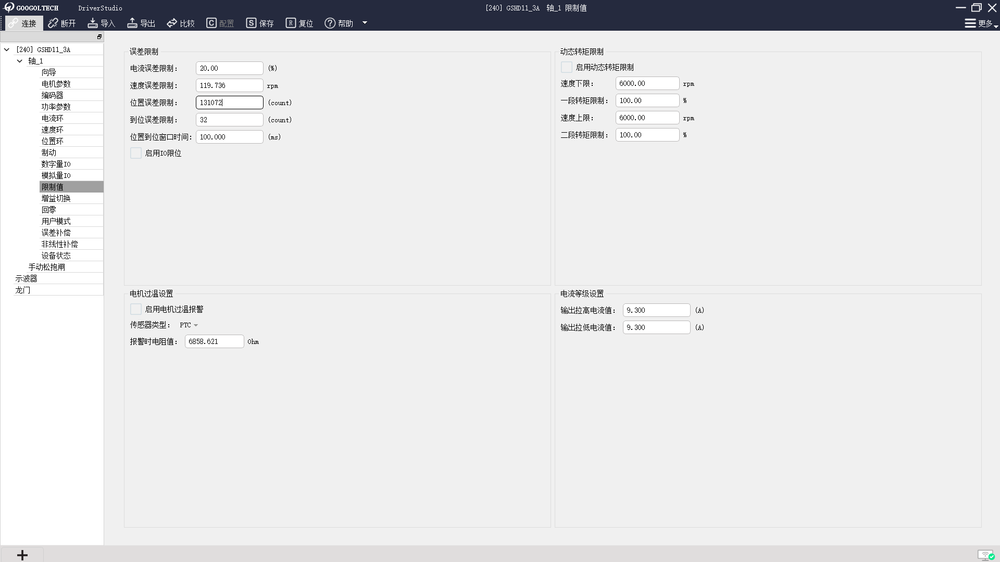 GOOGOLTECH DriverStudio [240] GSHD11_3A 轴_1 限制值
连接 断开 导入 导出 比较 C 配置 S 保存 R 复位 ? 帮助 更多
[240] GSHD11_3A
轴_1
向导
电机参数
编码器
功率参数
电流环
速度环
位置环
制动
数字量IO
模拟量IO
限制值
增益切换
回零
用户模式
误差补偿
非线性补偿
设备状态
手动松抱闸
示波器
龙门
误差限制
电流误差限制： 20.00 (%)
速度误差限制： 119.736 rpm
位置误差限制： 131072 (count)
到位误差限制： 32 (count)
位置到位窗口时间： 100.000 (ms)
启用IO限位
动态转矩限制
启用动态转矩限制
速度下限： 6000.00 rpm
一段转矩限制： 100.00 %
速度上限： 6000.00 rpm
二段转矩限制： 100.00 %
电机过温设置
启用电机过温报警
传感器类型： PTC
报警时电阻值： 6858.621 Ohm
电流等级设置
输出拉高电流值： 9.300 (A)
输出拉低电流值： 9.300 (A)